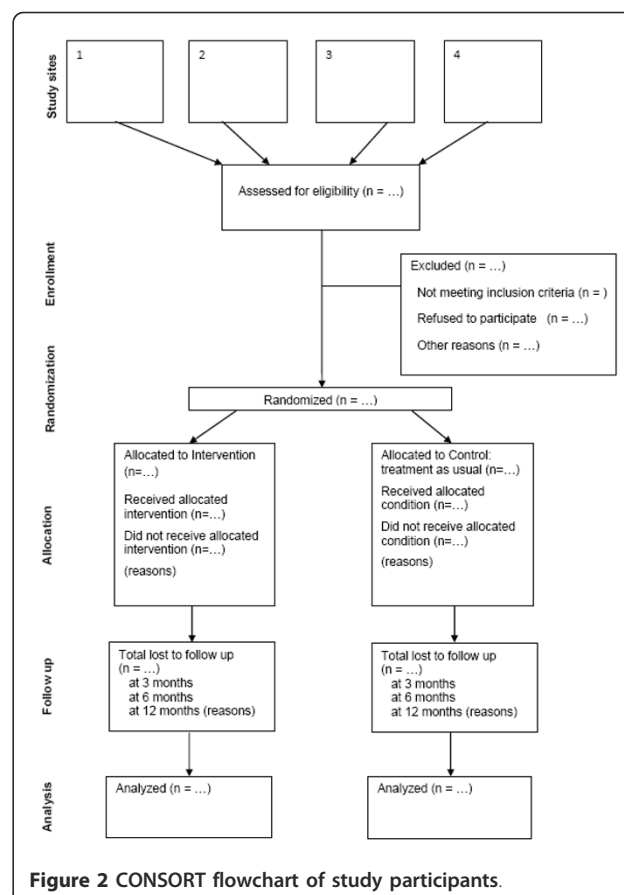 Study sites
1
2
3
4
Assessed for eligibility (n = …)
Enrollment
Excluded (n = …)
Not meeting inclusion criteria (n = )
Refused to participate (n = …)
Other reasons (n = …)
Randomization
Randomized (n = …)
Allocation
Allocated to Intervention
(n=…)
Received allocated
intervention (n=…)
Did not receive allocated
intervention (n=…)
(reasons)
Allocated to Control:
treatment as usual (n=…)
Received allocated
condition (n=…)
Did not receive allocated
condition (n=…)
(reasons)
Follow up
Total lost to follow up
(n = …)
at 3 months
at 6 months
at 12 months (reasons)
Total lost to follow up
(n = …)
at 3 months
at 6 months
at 12 months (reasons)
Analysis
Analyzed (n = …)
Analyzed (n = …)
Figure 2 CONSORT flowchart of study participants.